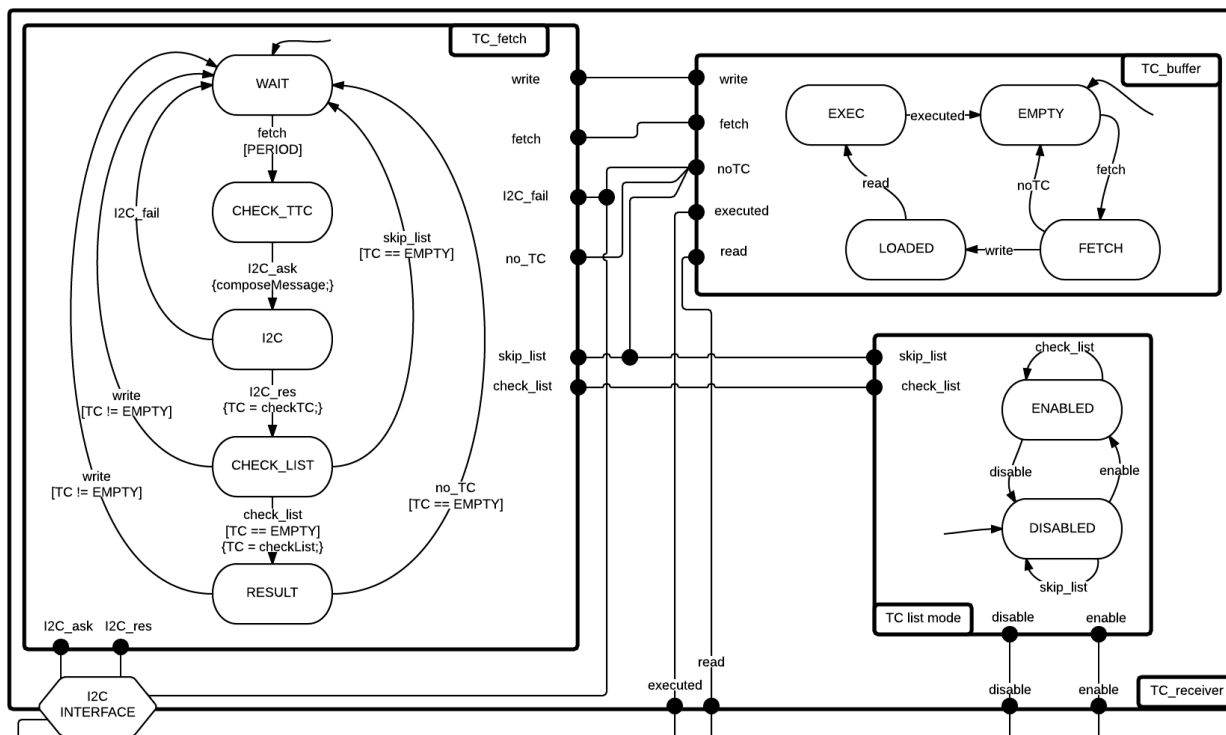 TC_fetch
WAIT
fetch
[PERIOD]
CHECK_TTC
I2C_fail
I2C_ask
{composeMessage;}
skip_list
[TC == EMPTY]
I2C
I2C_res
{TC = checkTC;}
write
[TC != EMPTY]
CHECK_LIST
write
[TC != EMPTY]
no_TC
[TC == EMPTY]
check_list
[TC == EMPTY]
{TC = checkList;}
RESULT
write
fetch
I2C_fail
no_TC
skip_list
check_list
I2C_ask
I2C_res
I2C
INTERFACE
TC_buffer
write
fetch
noTC
executed
read
EXEC
executed
EMPTY
read
noTC
fetch
LOADED
write
FETCH
skip_list
check_list
check_list
ENABLED
disable
enable
DISABLED
skip_list
TC list mode
disable
enable
read
executed
disable
enable
TC_receiver